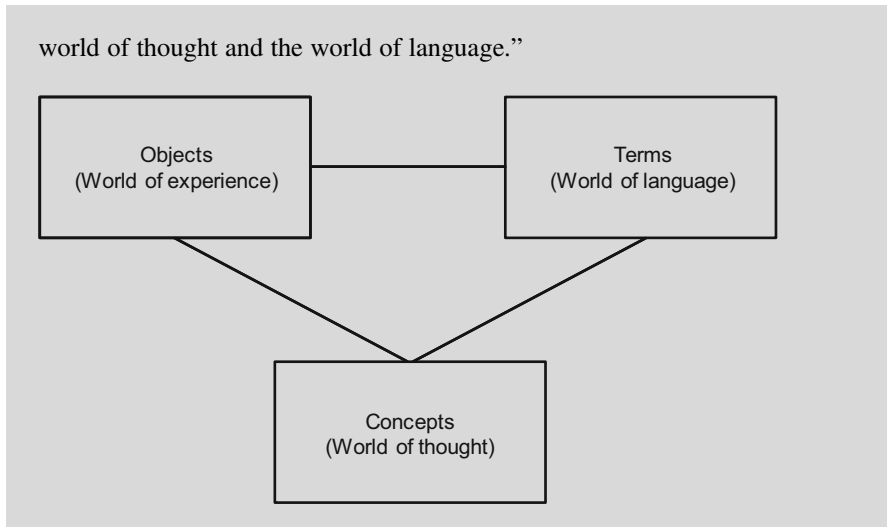 world of thought and the world of language.”
Objects
(World of experience)
Terms
(World of language)
Concepts
(World of thought)